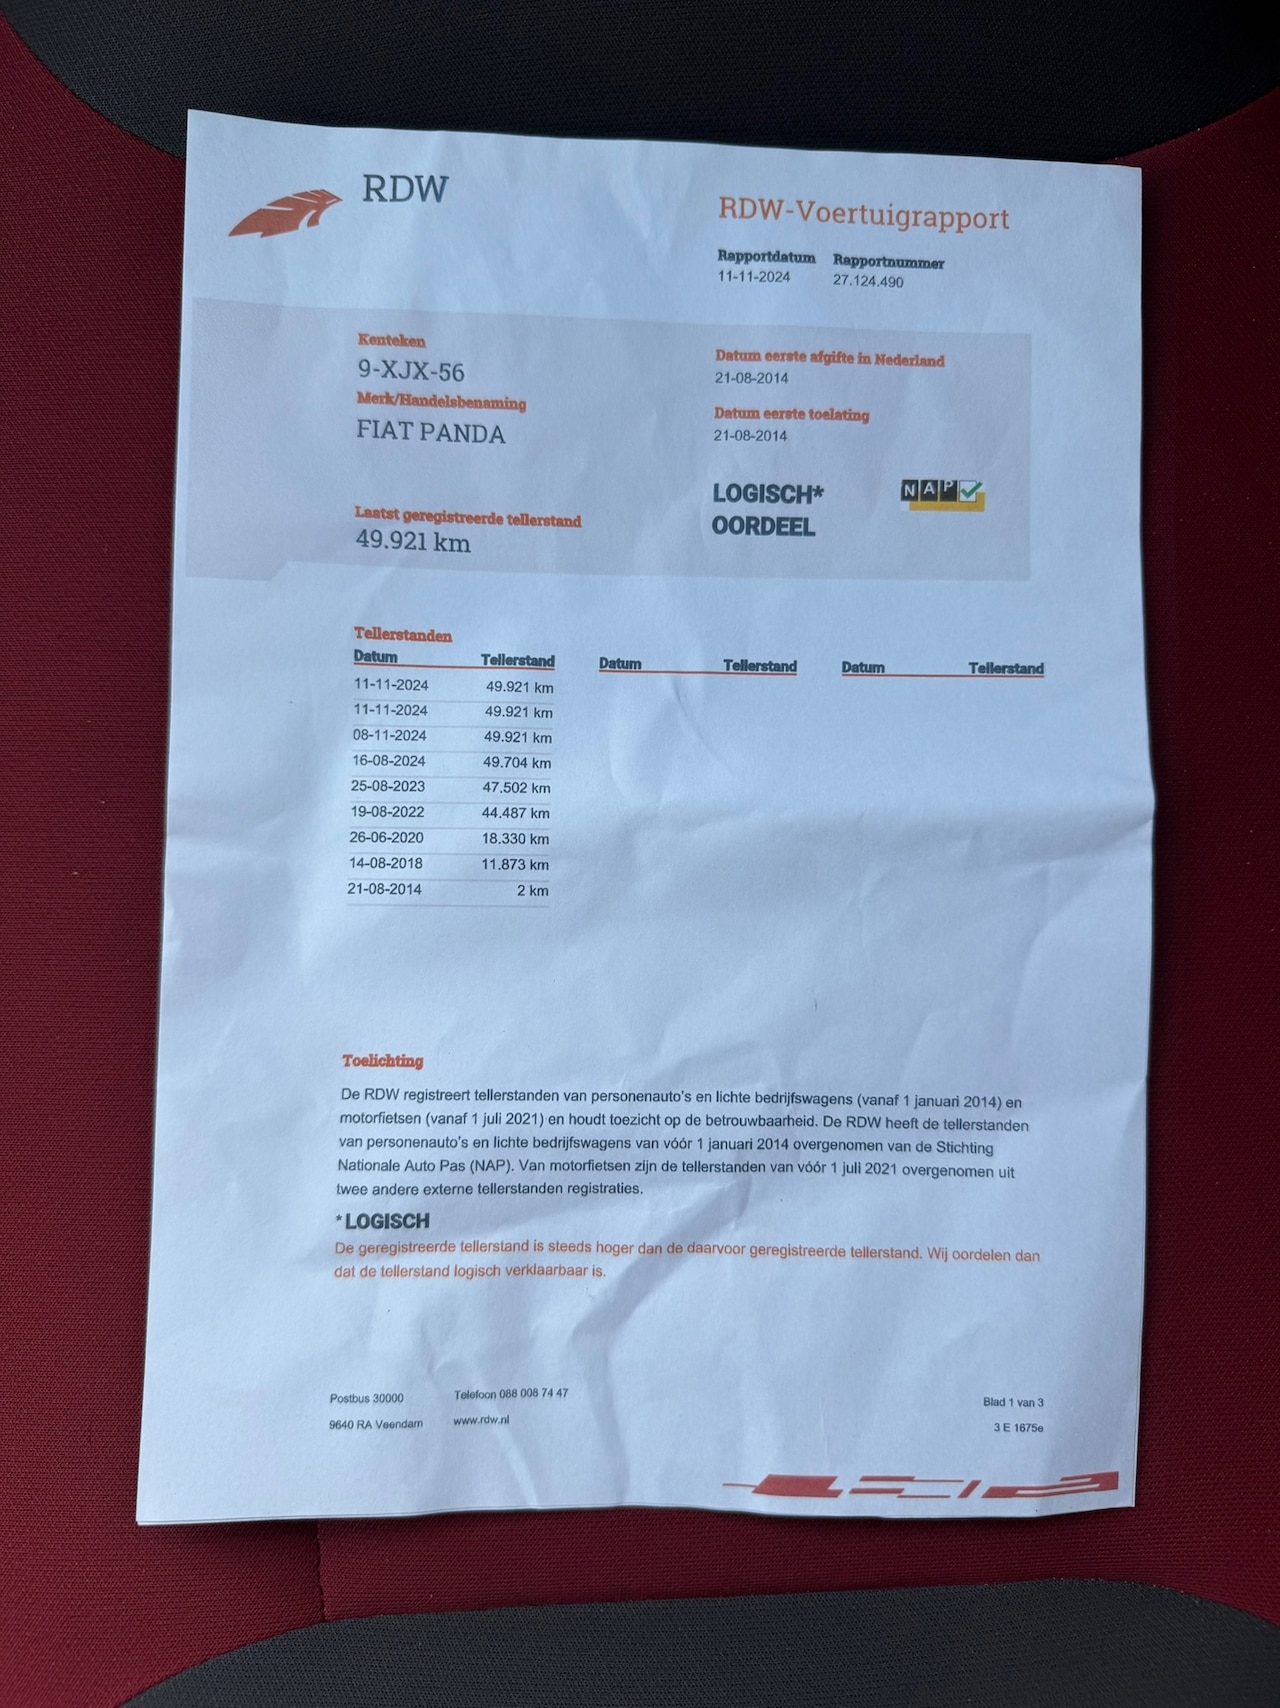 RDW
RDW-Voertuigrapport
Rapportdatum Rapportnummer
11-11-2024 27.124.490
Kenteken
9-XJX-56
Merk/Handelsbenaming
FIAT PANDA
Laatst geregistreerde tellerstand
49.921 km
Datum eerste afgifte in Nederland
21-08-2014
Datum eerste toelating
21-08-2014
LOGISCH*
OORDEEL
NAP
Tellerstanden
Datum Tellerstand Datum Tellerstand Datum Tellerstand
11-11-2024 49.921 km
11-11-2024 49.921 km
08-11-2024 49.921 km
16-08-2024 49.704 km
25-08-2023 47.502 km
19-08-2022 44.487 km
26-06-2020 18.330 km
14-08-2018 11.873 km
21-08-2014 2 km
Toelichting
De RDW registreert tellerstanden van personenauto's en lichte bedrijfswagens (vanaf 1 januari 2014) en
motorfietsen (vanaf 1 juli 2021) en houdt toezicht op de betrouwbaarheid. De RDW heeft de tellerstanden
van personenauto's en lichte bedrijfswagens van vóór 1 januari 2014 overgenomen van de Stichting
Nationale Auto Pas (NAP). Van motorfietsen zijn de tellerstanden van vóór 1 juli 2021 overgenomen uit
twee andere externe tellerstanden registraties.
*LOGISCH
De geregistreerde tellerstand is steeds hoger dan de daarvoor geregistreerde tellerstand. Wij oordelen dan
dat de tellerstand logisch verklaarbaar is.
Postbus 30000 Telefoon 088 008 74 47
9640 RA Veendam www.rdw.nl
Blad 1 van 3
3 E 1675e